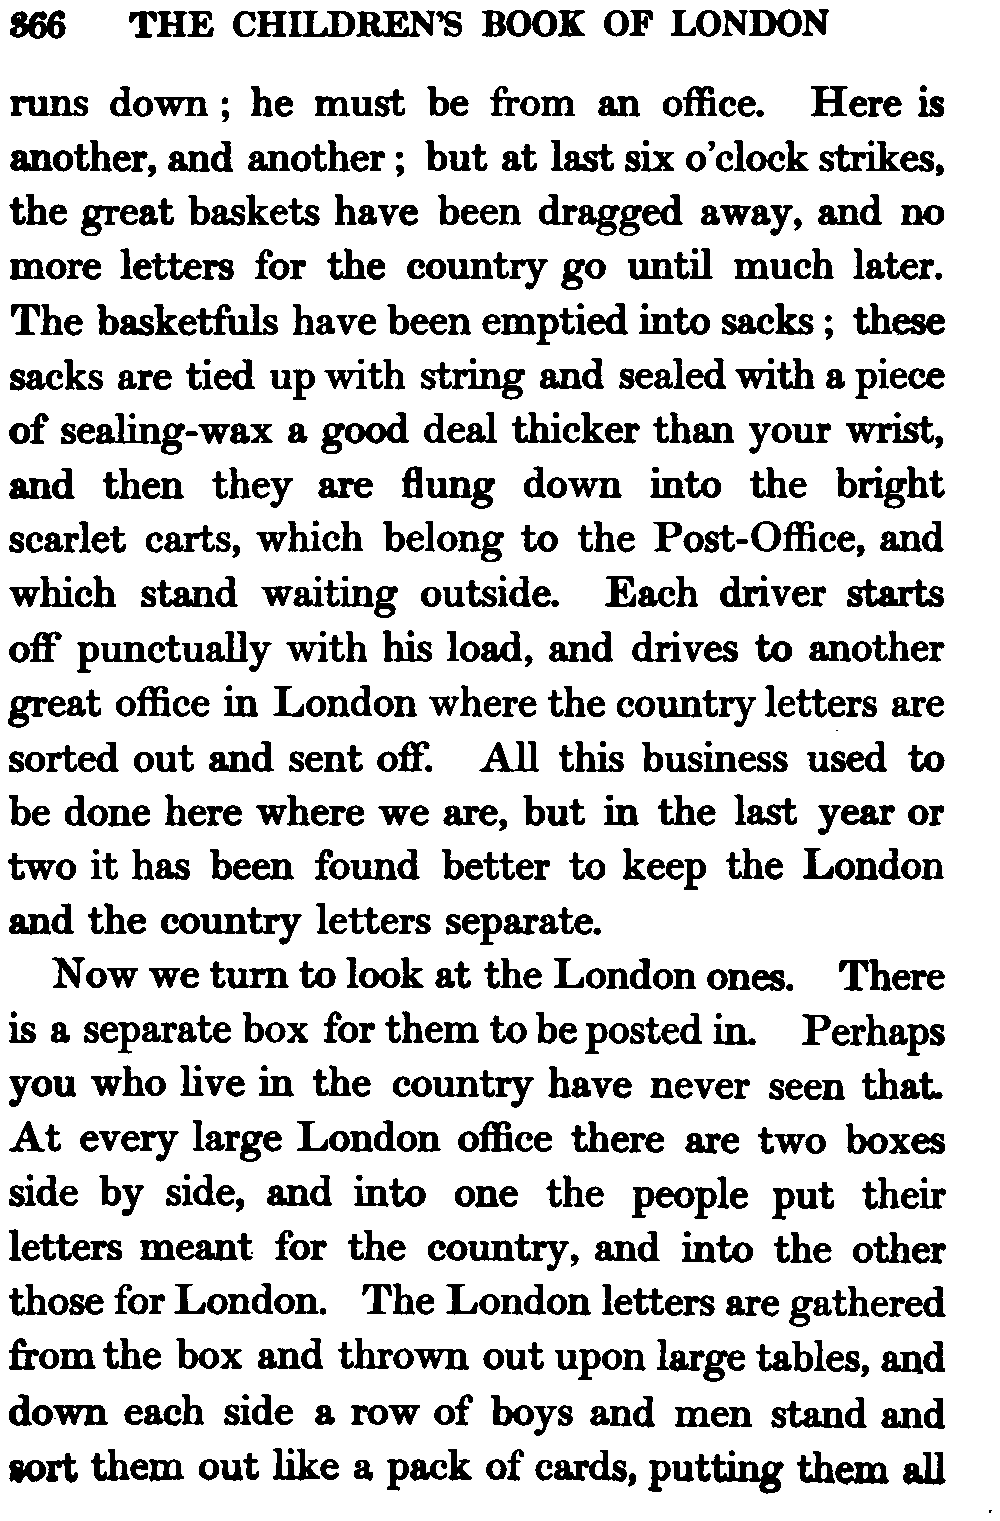 366 THE CHILDREN'S BOOK OF LONDON
runs down ; he must be from an office. Here is
another, and another ; but at last six o'clock strikes,
the great baskets have been dragged away, and no
more letters for the country go until much later.
The basketfuls have been emptied into sacks ; these
sacks are tied up with string and sealed with a piece
of sealing-wax a good deal thicker than your wrist,
and then they are flung down into the bright
scarlet carts, which belong to the Post-Office, and
which stand waiting outside. Each driver starts
off punctually with his load, and drives to another
great office in London where the country letters are
sorted out and sent off. All this business used to
be done here where we are, but in the last year or
two it has been found better to keep the London
and the country letters separate.
Now we turn to look at the London ones. There
is a separate box for them to be posted in. Perhaps
you who live in the country have never seen that.
At every large London office there are two boxes
side by side, and into one the people put their
letters meant for the country, and into the other
those for London. The London letters are gathered
from the box and thrown out upon large tables, and
down each side a row of boys and men stand and
sort them out like a pack of cards, putting them all